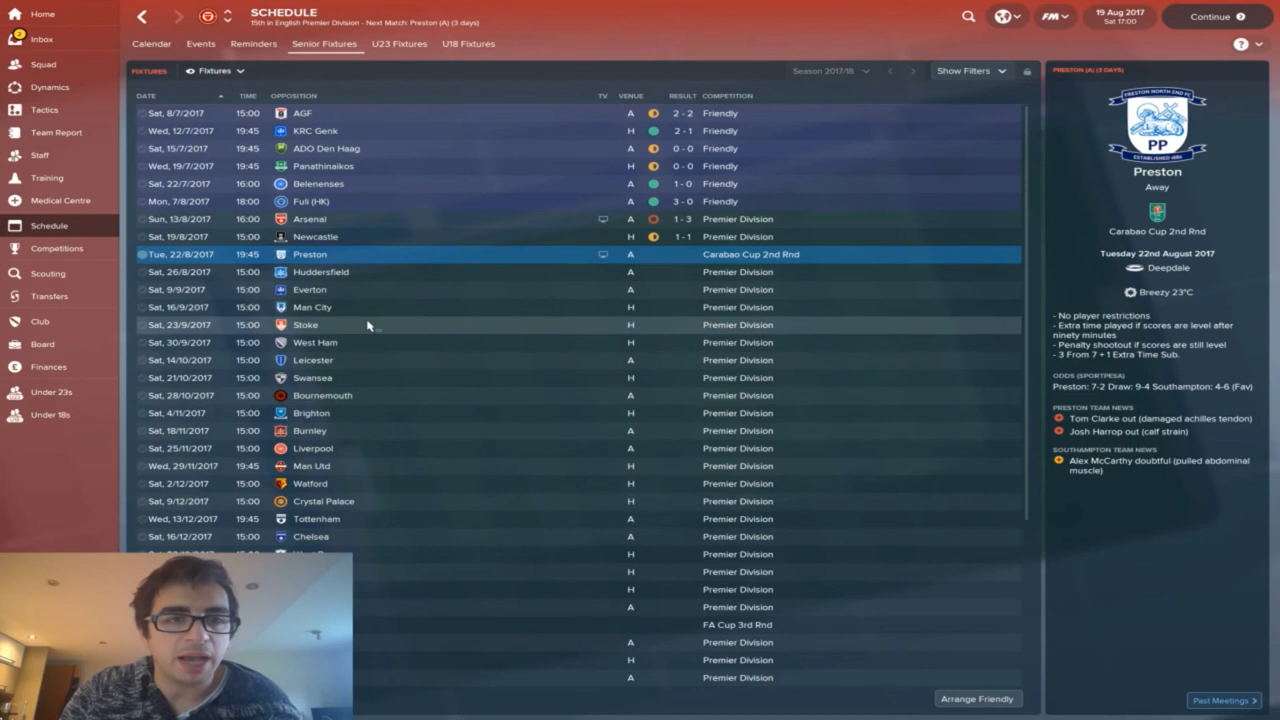 SCHEDULE
15th in English Premier Division - Next Match: Preston (A) (3 days)
FM
19 Aug 2017
Sat 17:00
Continue
Home
2
Inbox
Squad
Dynamics
Tactics
Team Report
Staff
Training
Medical Centre
Schedule
Competitions
Scouting
Transfers
Club
Board
Finances
Under 23s
Under 18s
Calendar Events Reminders Senior Fixtures U23 Fixtures U18 Fixtures
?
FIXTURES Fixtures Season 2017/18 Show Filters
DATE TIME OPPOSITION TV VENUE RESULT COMPETITION
Sat, 8/7/2017 15:00 AGF A 2 - 2 Friendly
Wed, 12/7/2017 19:45 KRC Genk H 2 - 1 Friendly
Sat, 15/7/2017 19:45 ADO Den Haag A 0 - 0 Friendly
Wed, 19/7/2017 19:45 Panathinaikos H 0 - 0 Friendly
Sat, 22/7/2017 16:00 Belenenses A 1 - 0 Friendly
Mon, 7/8/2017 18:00 Full (HK) A 3 - 0 Friendly
Sun, 13/8/2017 16:00 Arsenal A 1 - 3 Premier Division
Sat, 19/8/2017 15:00 Newcastle H 1 - 1 Premier Division
Tue, 22/8/2017 19:45 Preston A Carabao Cup 2nd Rnd
Sat, 26/8/2017 15:00 Huddersfield A Premier Division
Sat, 9/9/2017 15:00 Everton A Premier Division
Sat, 16/9/2017 15:00 Man City H Premier Division
Sat, 23/9/2017 15:00 Stoke H Premier Division
Sat, 30/9/2017 15:00 West Ham H Premier Division
Sat, 14/10/2017 15:00 Leicester A Premier Division
Sat, 21/10/2017 15:00 Swansea H Premier Division
Sat, 28/10/2017 15:00 Bournemouth A Premier Division
Sat, 4/11/2017 15:00 Brighton H Premier Division
Sat, 18/11/2017 15:00 Burnley A Premier Division
Sat, 25/11/2017 15:00 Liverpool A Premier Division
Wed, 29/11/2017 19:45 Man Utd H Premier Division
Sat, 2/12/2017 15:00 Watford H Premier Division
Sat, 9/12/2017 15:00 Crystal Palace H Premier Division
Wed, 13/12/2017 19:45 Tottenham A Premier Division
Sat, 16/12/2017 15:00 Chelsea A Premier Division
H Premier Division
H Premier Division
H Premier Division
A Premier Division
FA Cup 3rd Rnd
A Premier Division
H Premier Division
A Premier Division
Arrange Friendly
PRESTON (A) (3 DAYS)
PRESTON NORTH END FC
PP
ESTABLISHED 1880
Preston
Away
Carabao Cup 2nd Rnd
Tuesday 22nd August 2017
Deepdale
Breezy 23°C
- No player restrictions
- Extra time played if scores are level after
ninety minutes
- Penalty shootout if scores are still level
- 3 From 7 + 1 Extra Time Sub.
ODDS (SPORTPESA)
Preston: 7-2 Draw: 9-4 Southampton: 4-6 (Fav)
PRESTON TEAM NEWS
Tom Clarke out (damaged achilles tendon)
Josh Harrop out (calf strain)
SOUTHAMPTON TEAM NEWS
Alex McCarthy doubtful (pulled abdominal
muscle)
Past Meetings